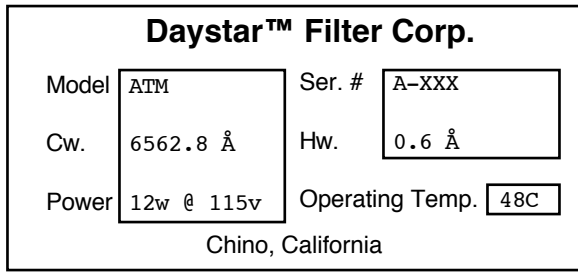 Daystar™ Filter Corp.
Model ATM Ser. # A-XXX
Cw. 6562.8 Å Hw. 0.6 Å
Power 12w @ 115v Operating Temp. 48C
Chino, California